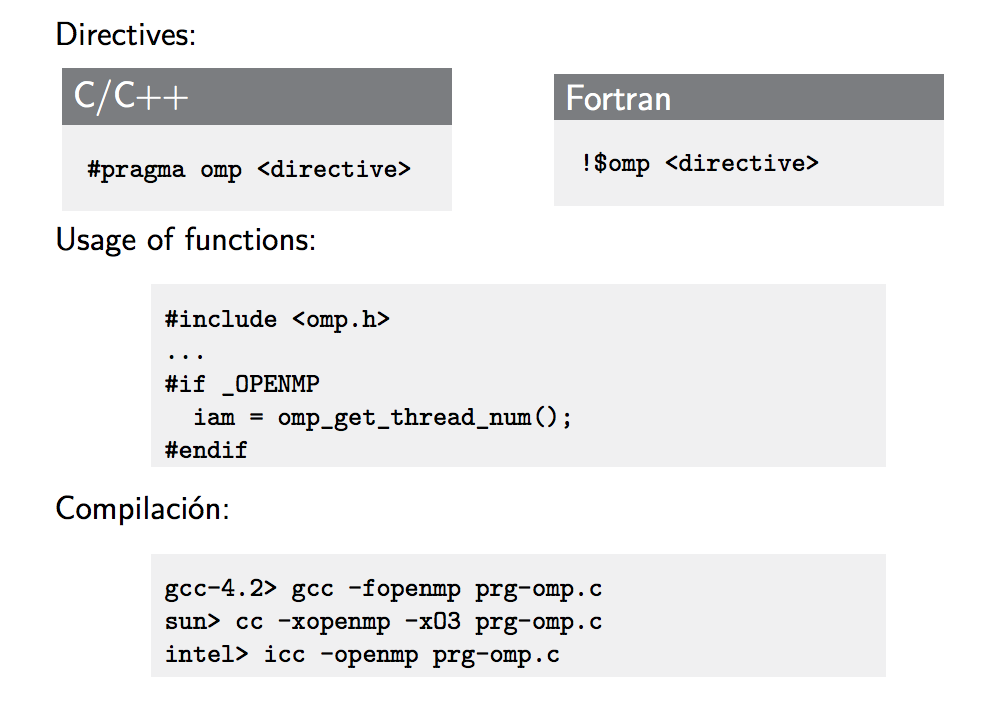 Directives:
C/C++
#pragma omp <directive>
Fortran
!$omp <directive>
Usage of functions:
#include <omp.h>
...
#if _OPENMP
  iam = omp_get_thread_num();
#endif
Compilación:
gcc-4.2> gcc -fopenmp prg-omp.c
sun> cc -xopenmp -xO3 prg-omp.c
intel> icc -openmp prg-omp.c